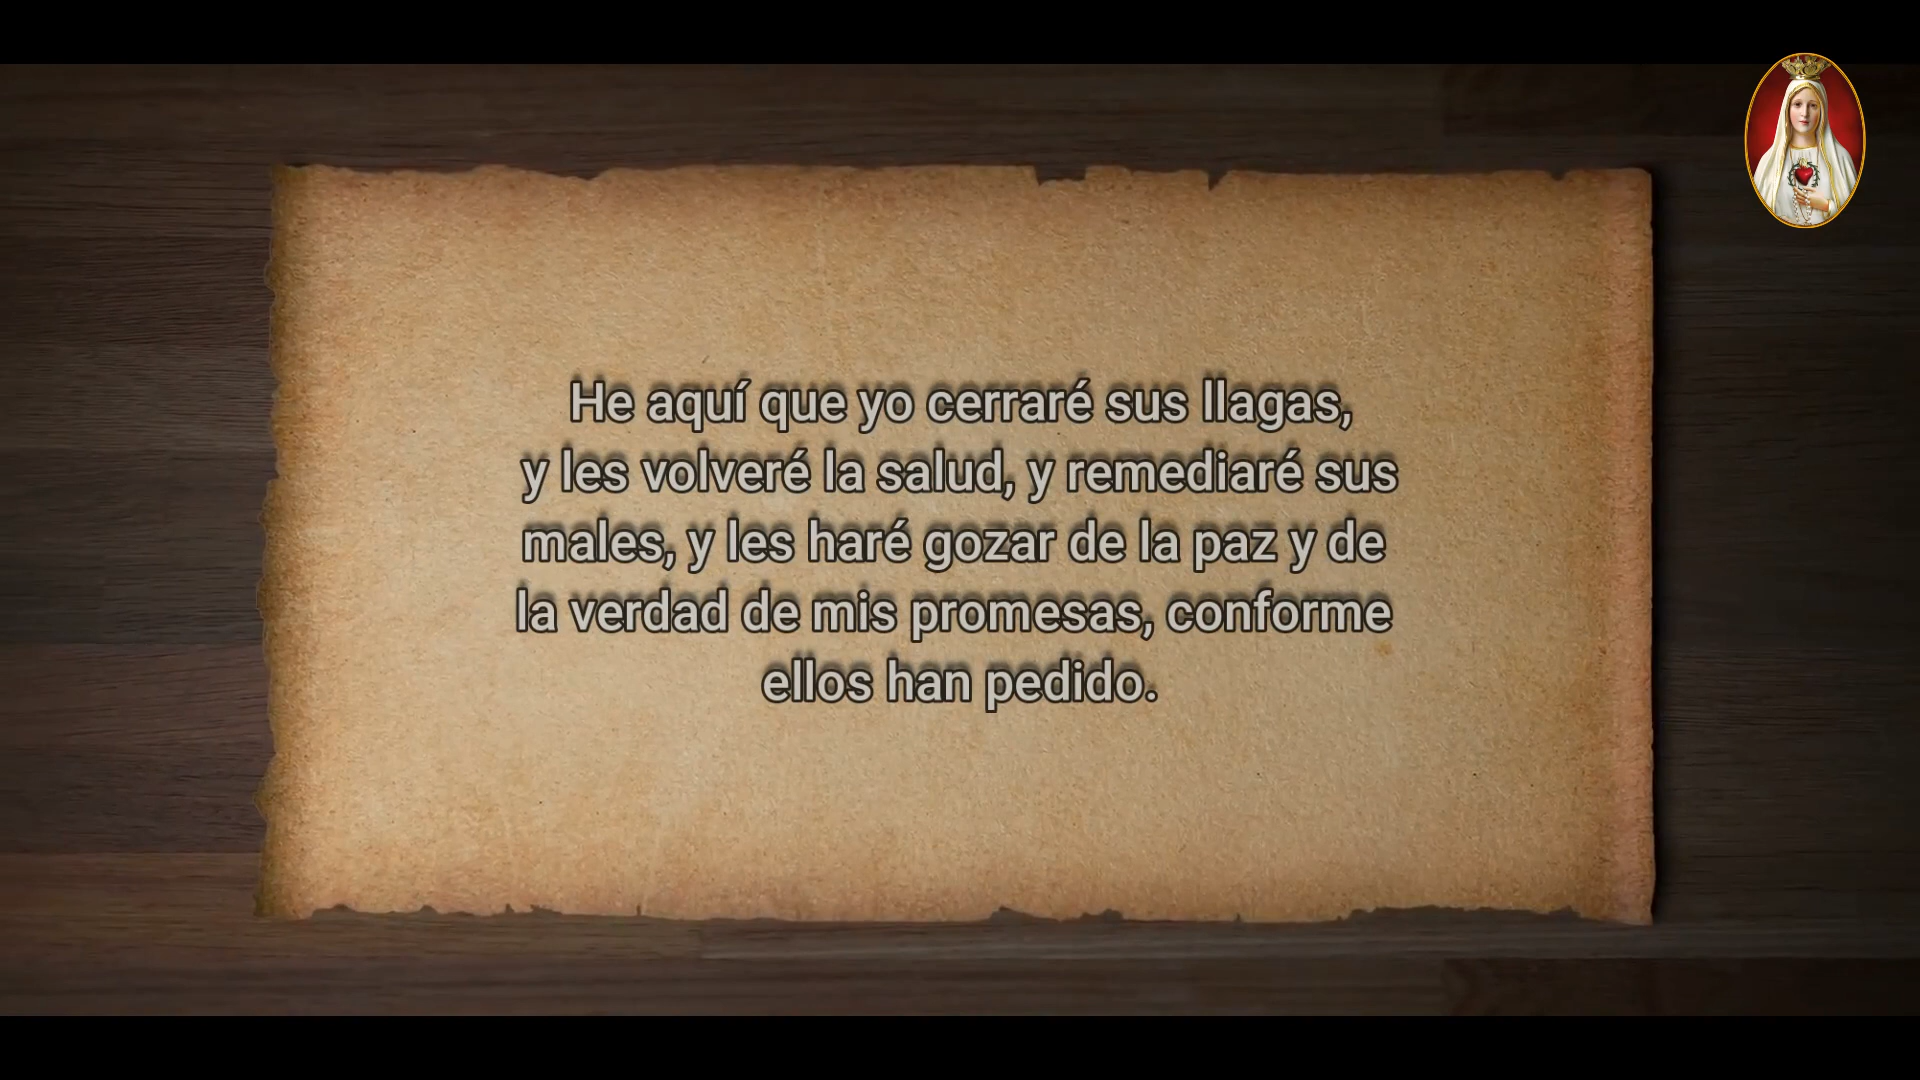 He aquí que yo cerraré sus llagas,
y les volveré la salud, y remediaré sus
males, y les haré gozar de la paz y de
la verdad de mis promesas, conforme
ellos han pedido.